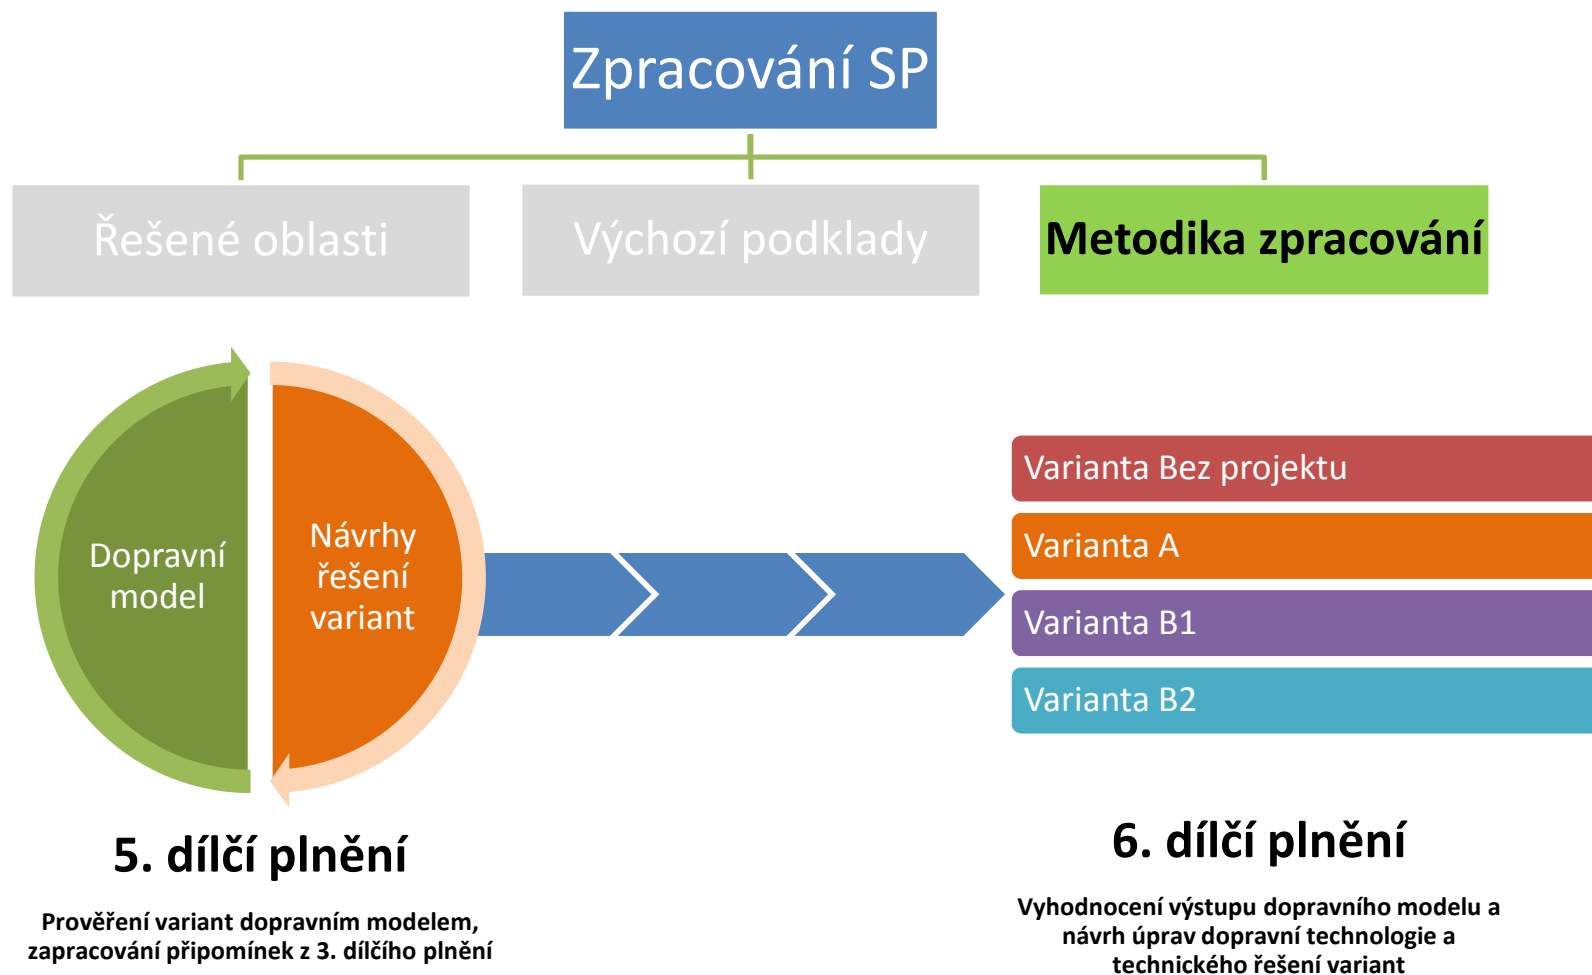 Zpracování SP
Řešené oblasti
Výchozí podklady
Metodika zpracování
Dopravní
model
Návrhy
řešení
variant
Varianta Bez projektu
Varianta A
Varianta B1
Varianta B2
5. dílčí plnění
Prověření variant dopravním modelem,
zapracování připomínek z 3. dílčího plnění
6. dílčí plnění
Vyhodnocení výstupu dopravního modelu a
návrh úprav dopravní technologie a
technického řešení variant